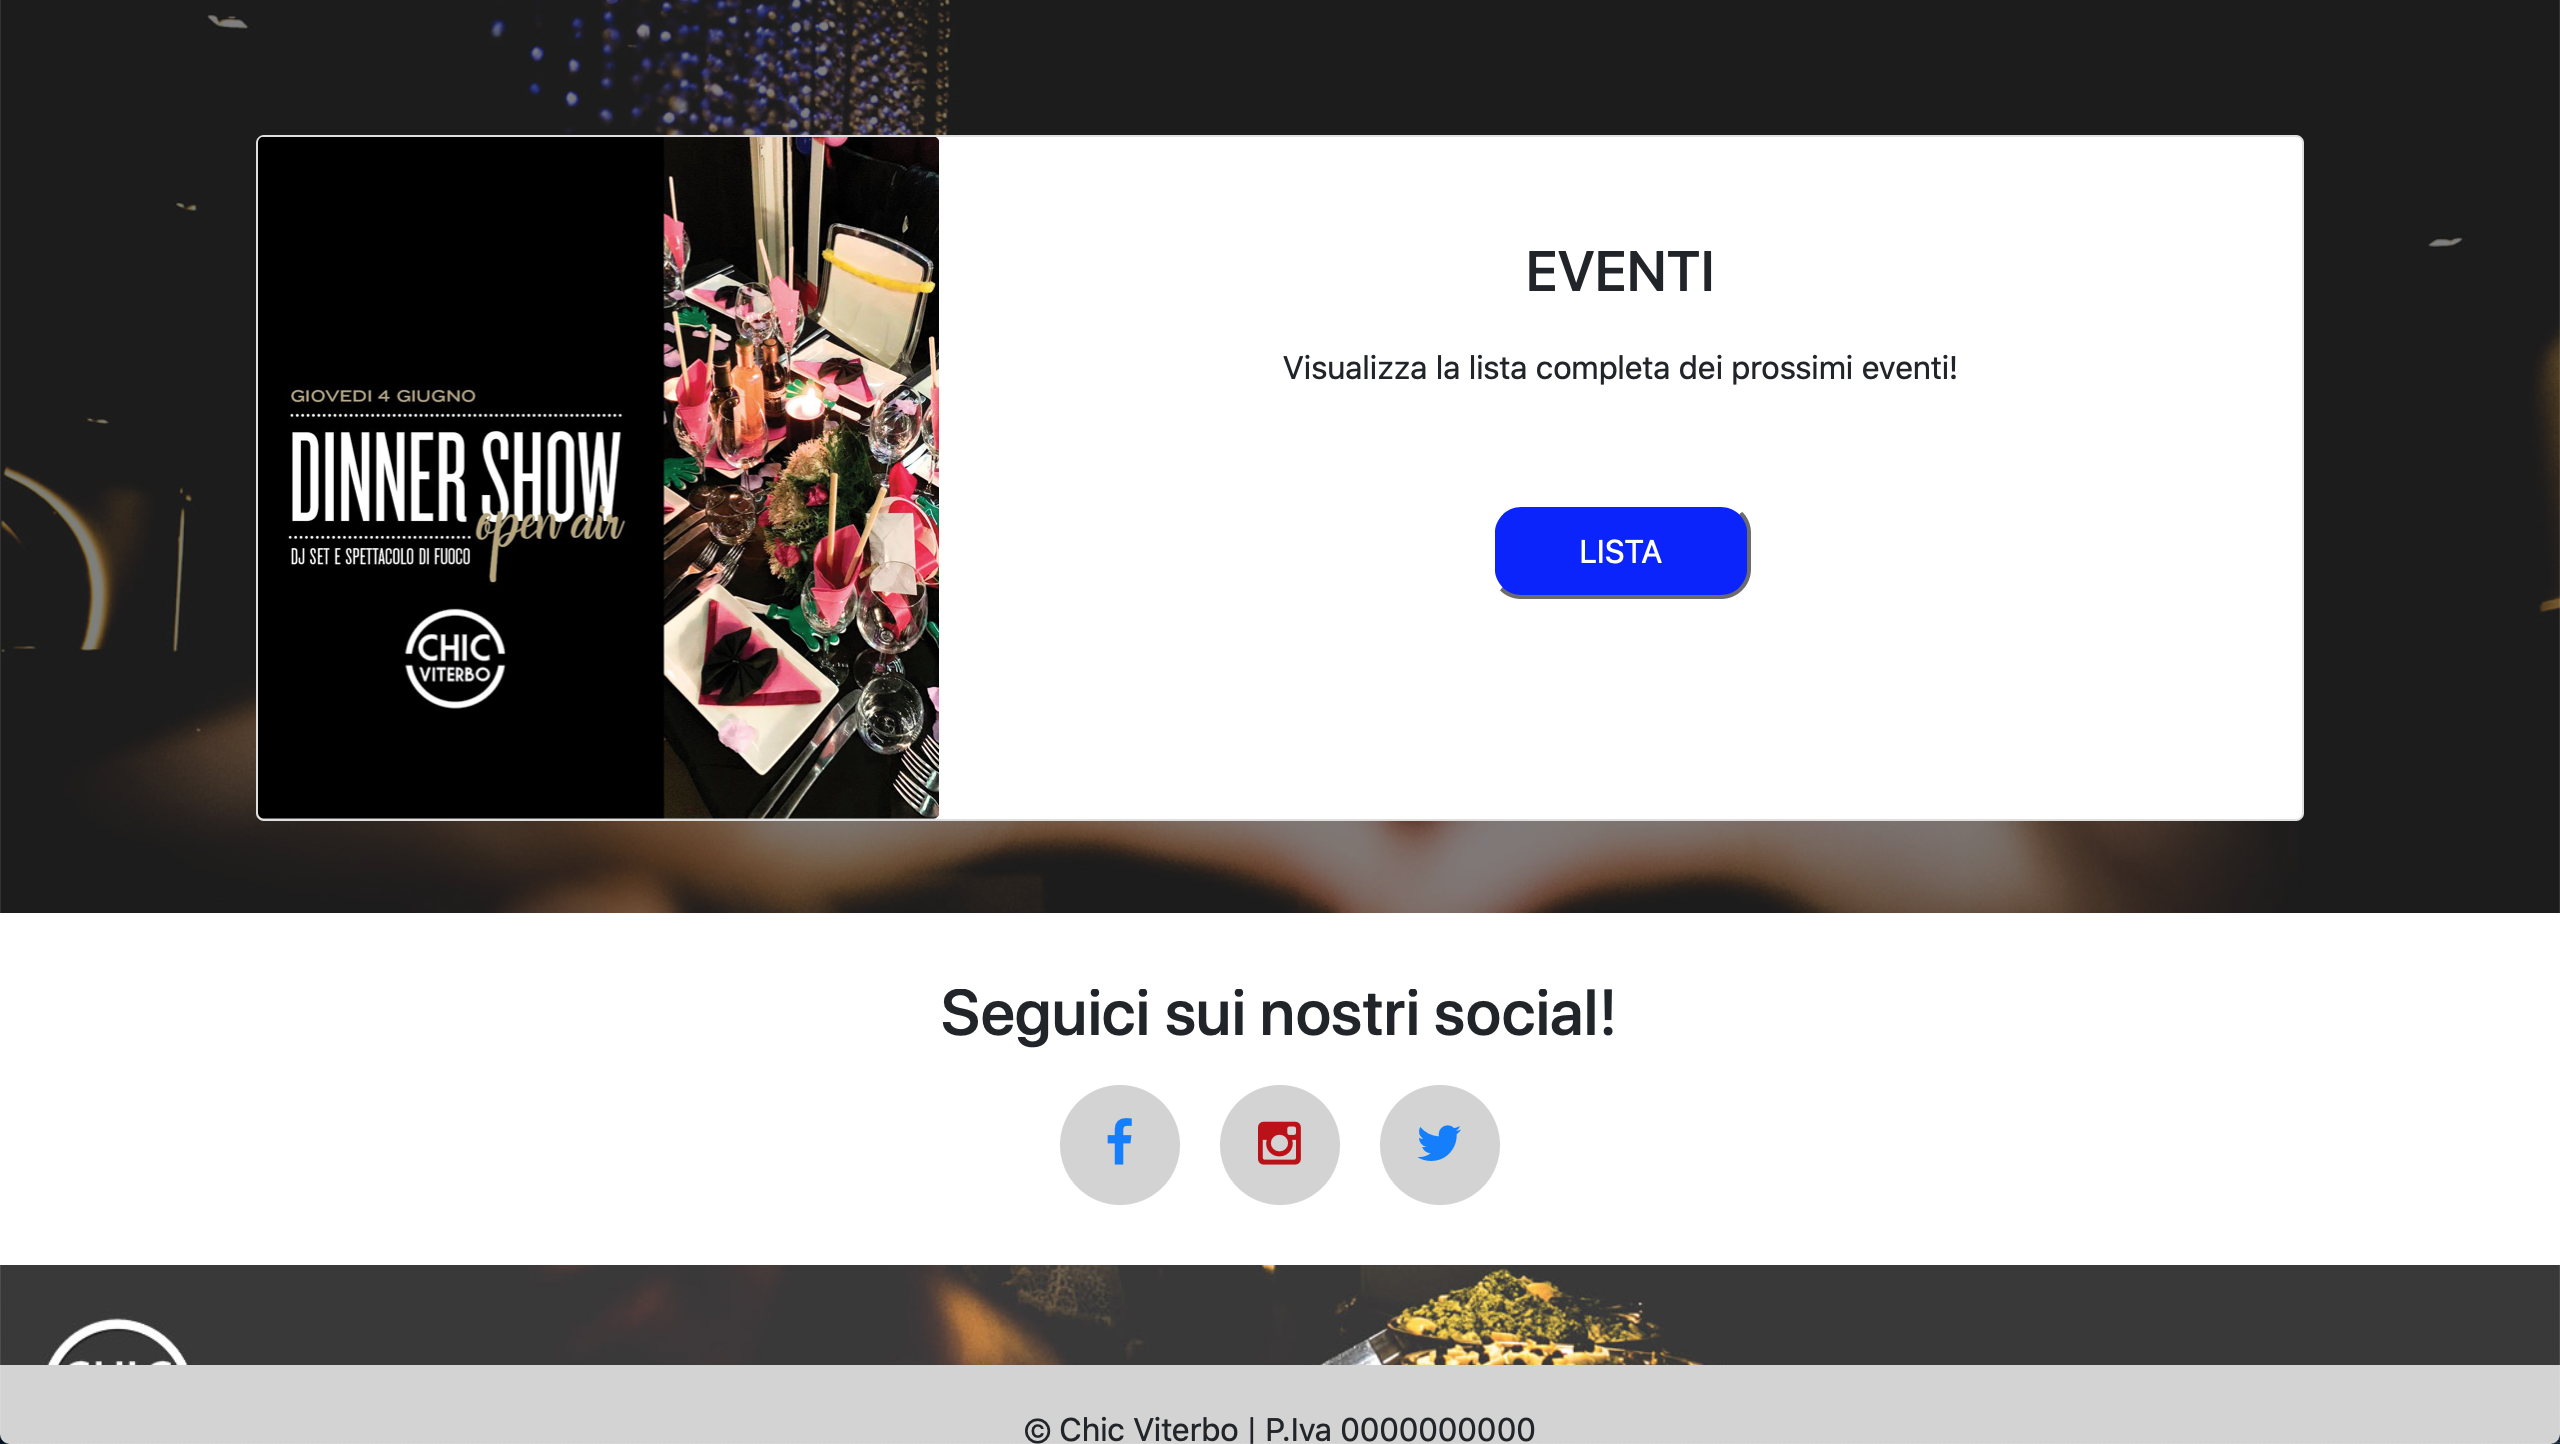 GIOVEDI 4 GIUGNO
DINNER SHOW
open air
DJ SET E SPETTACOLO DI FUOCO
CHIC
VITERBO
EVENTI
Visualizza la lista completa dei prossimi eventi!
LISTA
Seguici sui nostri social!
© Chic Viterbo | P.Iva 0000000000